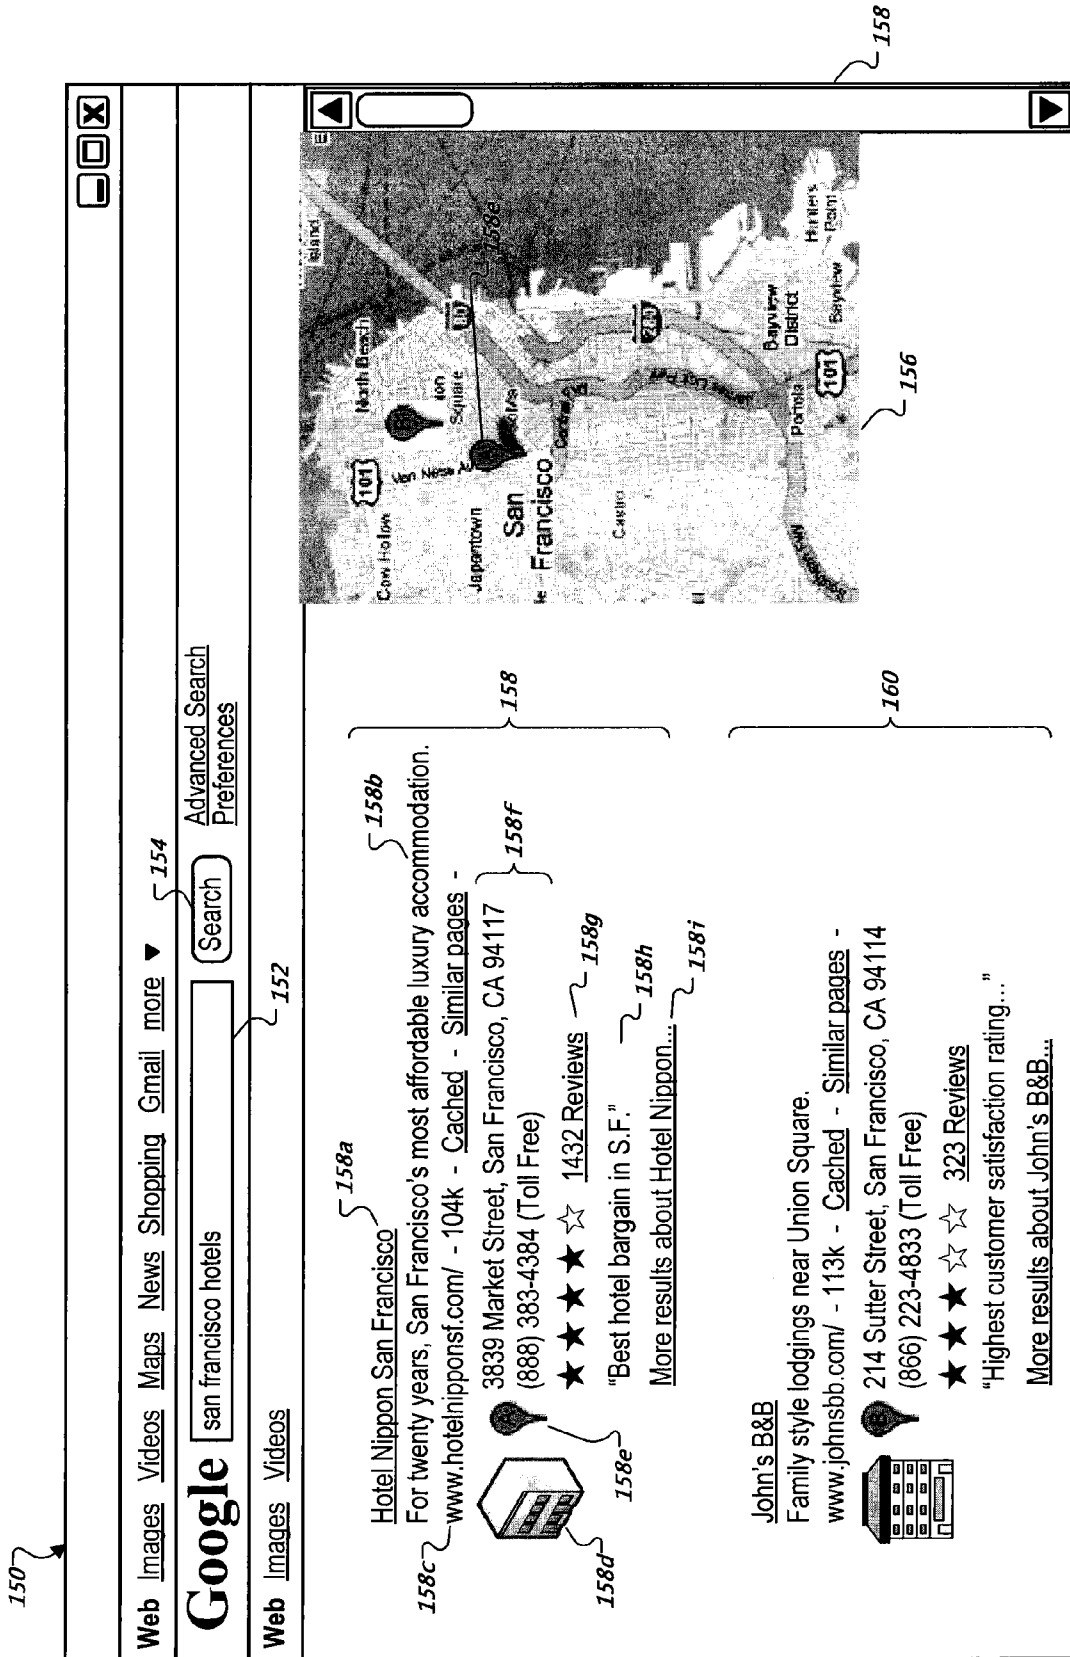 150
Web Images Videos Maps News Shopping Gmail more ▼
154
Google san francisco hotels Search Advanced Search
Preferences
152
Web Images Videos
158a
Hotel Nippon San Francisco
158b
For twenty years, San Francisco's most affordable luxury accommodation.
158c
www.hotelnipponsf.com/ - 104k - Cached - Similar pages -
3839 Market Street, San Francisco, CA 94117
(888) 383-4384 (Toll Free)
158f
A
★★★★☆ 1432 Reviews
158g
"Best hotel bargain in S.F."
158h
More results about Hotel Nippon...
158i
158d
158e
158
John's B&B
Family style lodgings near Union Square.
www.johnsbb.com/ - 113k - Cached - Similar pages -
214 Sutter Street, San Francisco, CA 94114
(866) 223-4833 (Toll Free)
B
★★★☆☆ 323 Reviews
"Highest customer satisfaction rating..."
More results about John's B&B...
160
Island
North Beach
101
Cow Hollow
Square
Van Ness
158e
80
Japantown
San
Francisco
Castro
280
Bayview
District
Hunters
Point
Bayview
Portola
101
156
158